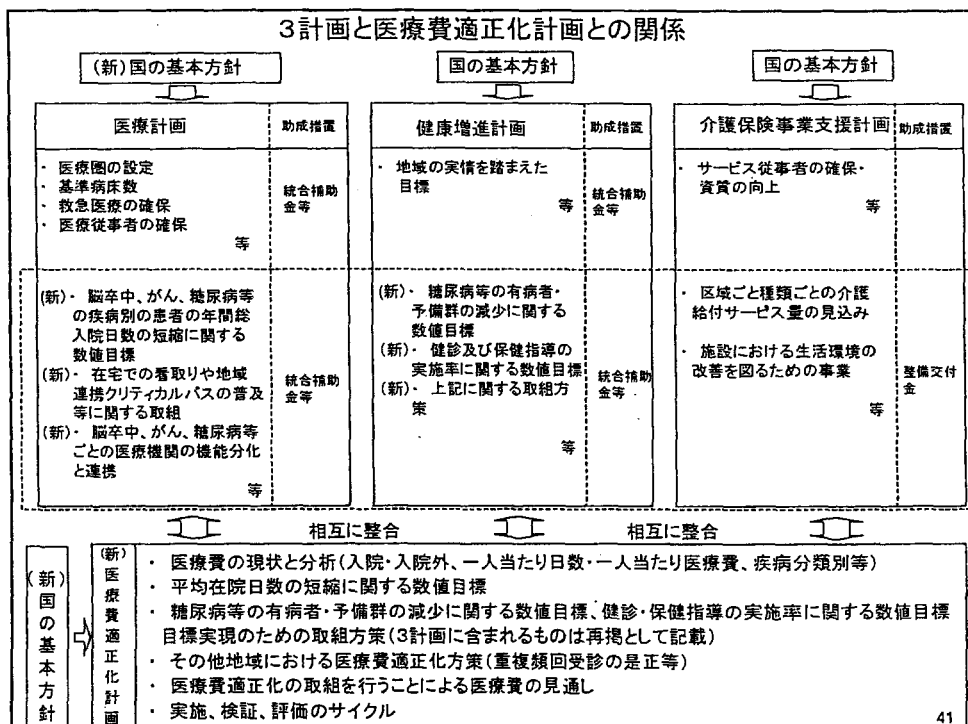 3計画と医療費適正化計画との関係
(新)国の基本方針
国の基本方針
国の基本方針
医療計画
助成措置
・ 医療圏の設定
・ 基準病床数
・ 救急医療の確保
・ 医療従事者の確保
等
統合補助
金等
(新)・ 脳卒中、がん、糖尿病等
の疾病別の患者の年間総
入院日数の短縮に関する
数値目標
(新)・ 在宅での看取りや地域
連携クリティカルパスの普及
等に関する取組
(新)・ 脳卒中、がん、糖尿病等
ごとの医療機関の機能分化
と連携
等
統合補助
金等
健康増進計画
助成措置
・ 地域の実情を踏まえた
目標
等
統合補助
金等
(新)・ 糖尿病等の有病者・
予備群の減少に関する
数値目標
(新)・ 健診及び保健指導の
実施率に関する数値目標
(新)・ 上記に関する取組方
策
等
統合補助
金等
介護保険事業支援計画
助成措置
・ サービス従事者の確保・
資質の向上
等
・ 区域ごと種類ごとの介護
給付サービス量の見込み
・ 施設における生活環境の
改善を図るための事業
等
整備交付
金
相互に整合
相互に整合
(新)国の基本方針
(新)医療費適正化計画
・ 医療費の現状と分析(入院・入院外、一人当たり日数・一人当たり医療費、疾病分類別等)
・ 平均在院日数の短縮に関する数値目標
・ 糖尿病等の有病者・予備群の減少に関する数値目標、健診・保健指導の実施率に関する数値目標
目標実現のための取組方策(3計画に含まれるものは再掲として記載)
・ その他地域における医療費適正化方策(重複頻回受診の是正等)
・ 医療費適正化の取組を行うことによる医療費の見通し
・ 実施、検証、評価のサイクル
41